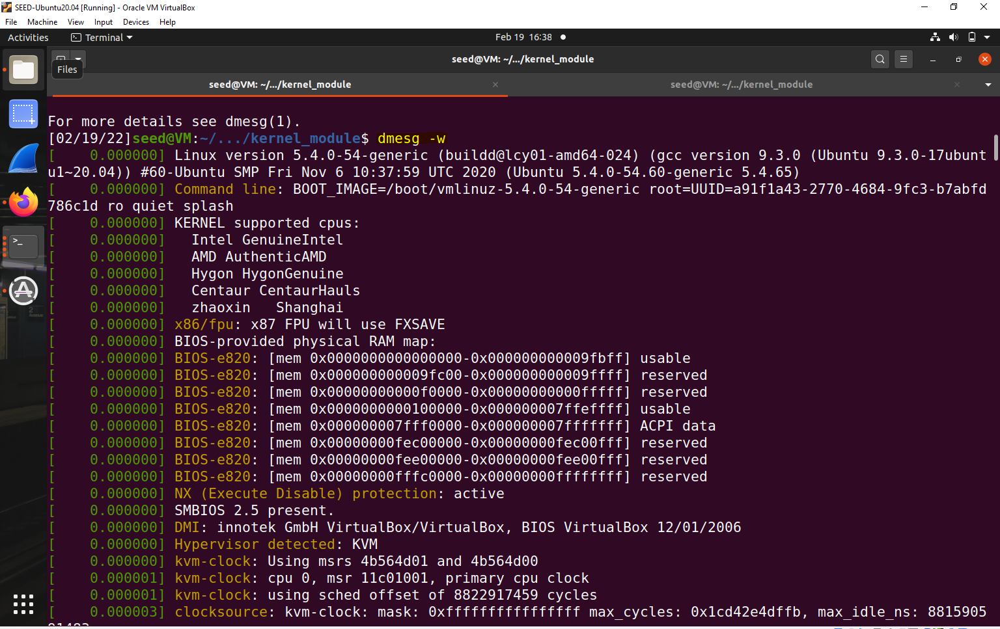 SEED-Ubuntu20.04 [Running] - Oracle VM VirtualBox
File Machine View Input Devices Help
Activities Terminal Feb 19 16:38
seed@VM: ~/.../kernel_module
Files
seed@VM: ~/.../kernel_module × seed@VM: ~/.../kernel_module ×
For more details see dmesg(1).
[02/19/22]seed@VM:~/.../kernel_module$ dmesg -w
[    0.000000] Linux version 5.4.0-54-generic (buildd@lcy01-amd64-024) (gcc version 9.3.0 (Ubuntu 9.3.0-17ubunt
u1~20.04)) #60-Ubuntu SMP Fri Nov 6 10:37:59 UTC 2020 (Ubuntu 5.4.0-54.60-generic 5.4.65)
[    0.000000] Command line: BOOT_IMAGE=/boot/vmlinuz-5.4.0-54-generic root=UUID=a91f1a43-2770-4684-9fc3-b7abfd
786c1d ro quiet splash
[    0.000000] KERNEL supported cpus:
[    0.000000]   Intel GenuineIntel
[    0.000000]   AMD AuthenticAMD
[    0.000000]   Hygon HygonGenuine
[    0.000000]   Centaur CentaurHauls
[    0.000000]   zhaoxin   Shanghai
[    0.000000] x86/fpu: x87 FPU will use FXSAVE
[    0.000000] BIOS-provided physical RAM map:
[    0.000000] BIOS-e820: [mem 0x0000000000000000-0x000000000009fbff] usable
[    0.000000] BIOS-e820: [mem 0x000000000009fc00-0x000000000009ffff] reserved
[    0.000000] BIOS-e820: [mem 0x00000000000f0000-0x00000000000fffff] reserved
[    0.000000] BIOS-e820: [mem 0x0000000000100000-0x000000007ffeffff] usable
[    0.000000] BIOS-e820: [mem 0x000000007fff0000-0x000000007fffffff] ACPI data
[    0.000000] BIOS-e820: [mem 0x00000000fec00000-0x00000000fec00fff] reserved
[    0.000000] BIOS-e820: [mem 0x00000000fee00000-0x00000000fee00fff] reserved
[    0.000000] BIOS-e820: [mem 0x00000000fffc0000-0x00000000ffffffff] reserved
[    0.000000] NX (Execute Disable) protection: active
[    0.000000] SMBIOS 2.5 present.
[    0.000000] DMI: innotek GmbH VirtualBox/VirtualBox, BIOS VirtualBox 12/01/2006
[    0.000000] Hypervisor detected: KVM
[    0.000000] kvm-clock: Using msrs 4b564d01 and 4b564d00
[    0.000001] kvm-clock: cpu 0, msr 11c01001, primary cpu clock
[    0.000001] kvm-clock: using sched offset of 8822917459 cycles
[    0.000003] clocksource: kvm-clock: mask: 0xffffffffffffffff max_cycles: 0x1cd42e4dffb, max_idle_ns: 8815905